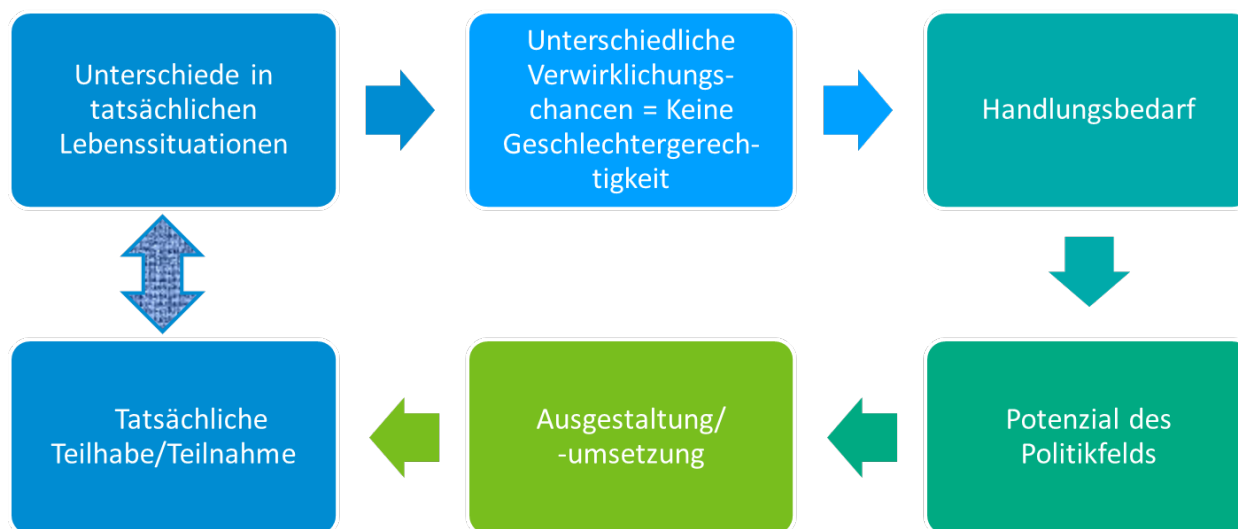 Unterschiede in
tatsächlichen
Lebenssituationen
Unterschiedliche
Verwirklichungs-
chancen = Keine
Geschlechtergerech-
tigkeit
Handlungsbedarf
Tatsächliche
Teilhabe/Teilnahme
Ausgestaltung/
-umsetzung
Potenzial des
Politikfelds